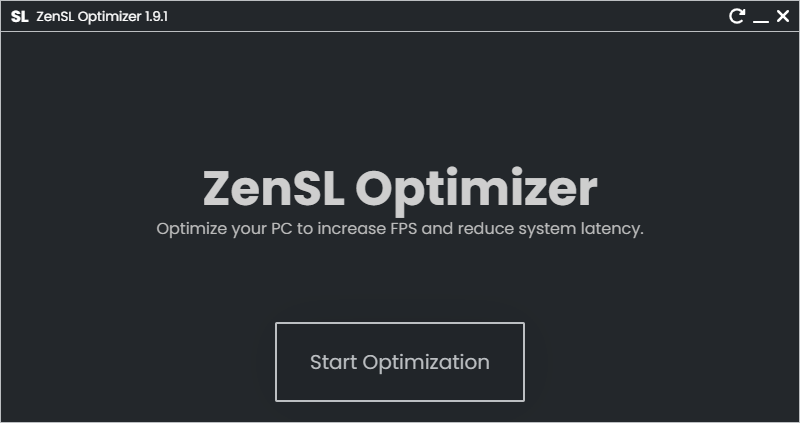 SL ZenSL Optimizer 1.9.1
ZenSL Optimizer
Optimize your PC to increase FPS and reduce system latency.
Start Optimization